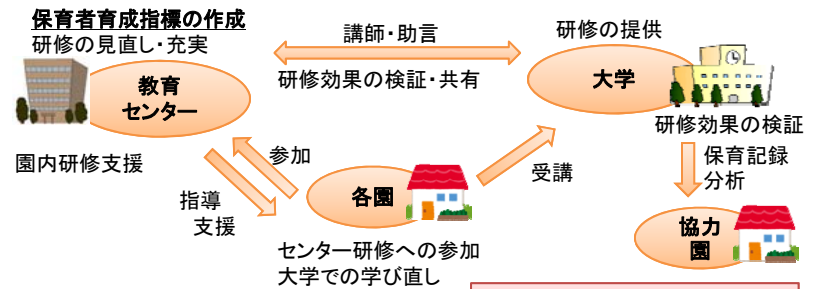 保育者育成指標の作成
研修の見直し・充実
教育
センター
園内研修支援
講師・助言
研修効果の検証・共有
研修の提供
大学
研修効果の検証
保育記録
分析
参加
指導
支援
各園
センター研修への参加
大学での学び直し
受講
協力
園